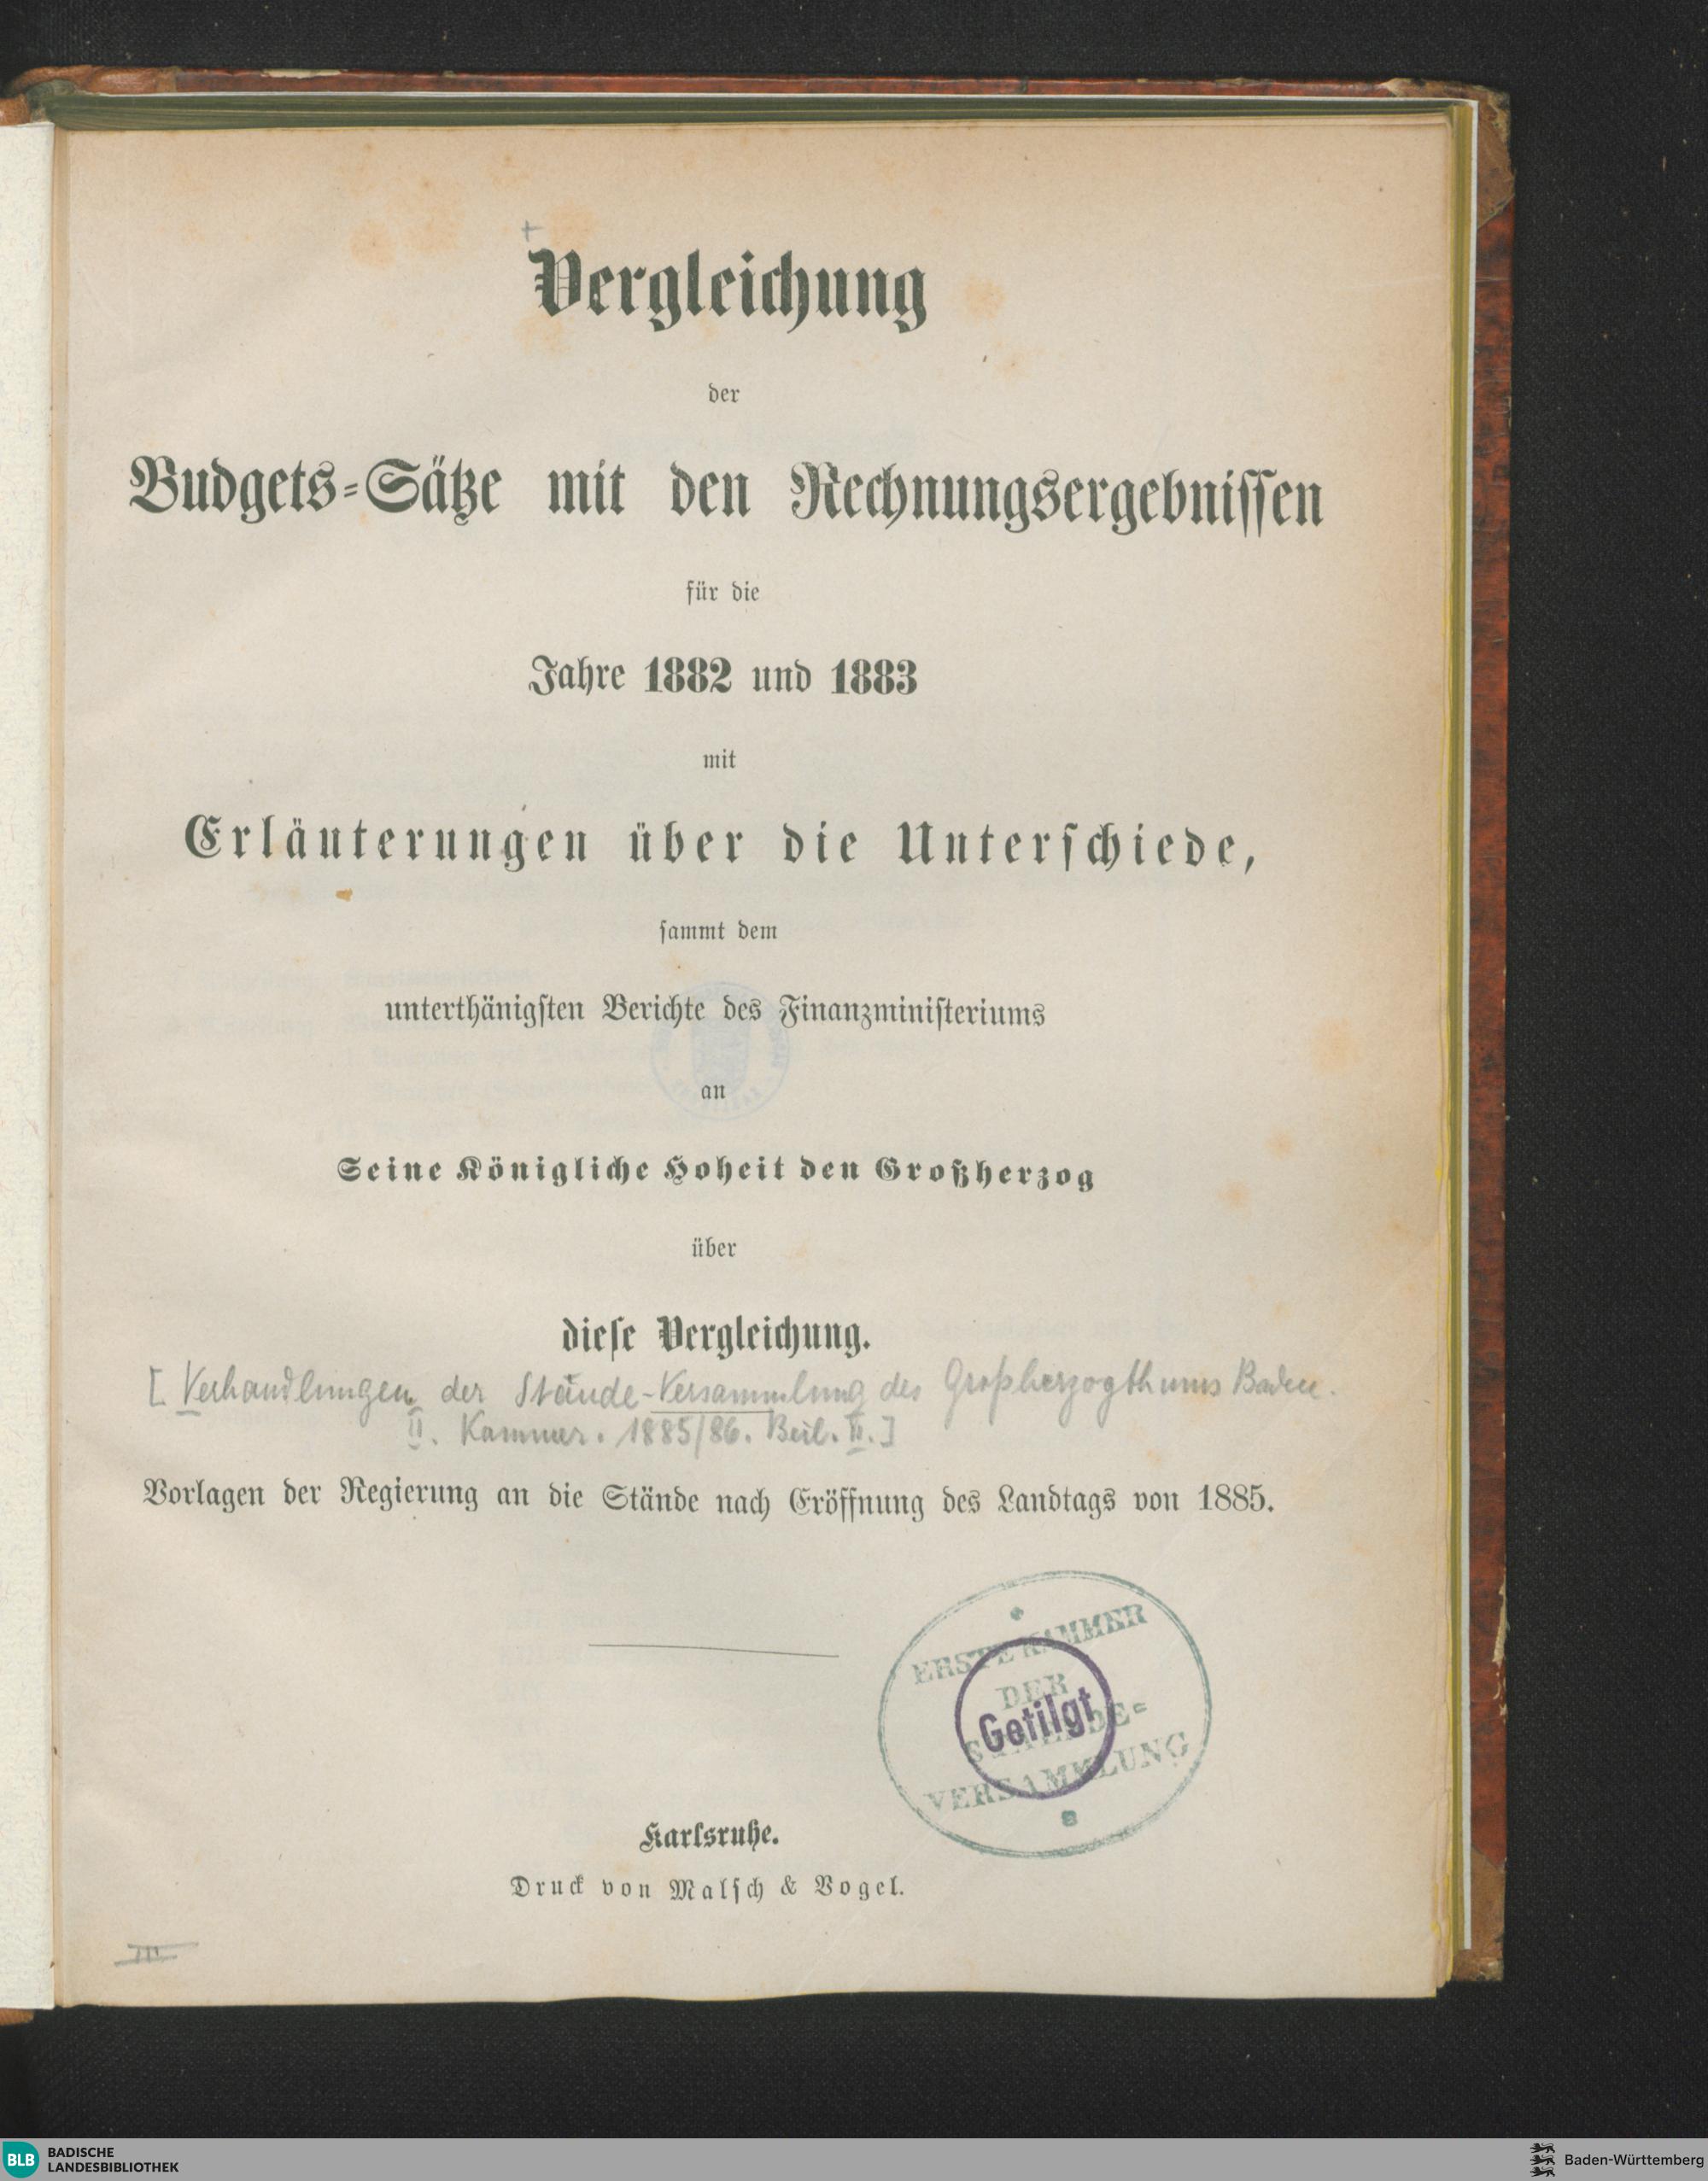 Vergleichung
der
Budgets-Sätze mit den Rechnungsergebnissen
für die
Jahre 1882 und 1883
mit
Erläuterungen über die Unterschiede,
sammt dem
unterthänigsten Berichte des Finanzministeriums
an
Seine Königliche Hoheit den Großherzog
über
diese Vergleichung.
[Verhandlungen der Stände-Versammlung des Großherzogthums Baden.
II. Kammer. 1885/86. Beil. II.]
Vorlagen der Regierung an die Stände nach Eröffnung des Landtags von 1885.
ERSTE KAMMER
DER
STAENDE=
VERSAMMLUNG
Getilgt
Karlsruhe.
Druck von Malsch & Vogel.
III
BLB BADISCHE
LANDESBIBLIOTHEK
Baden-Württemberg